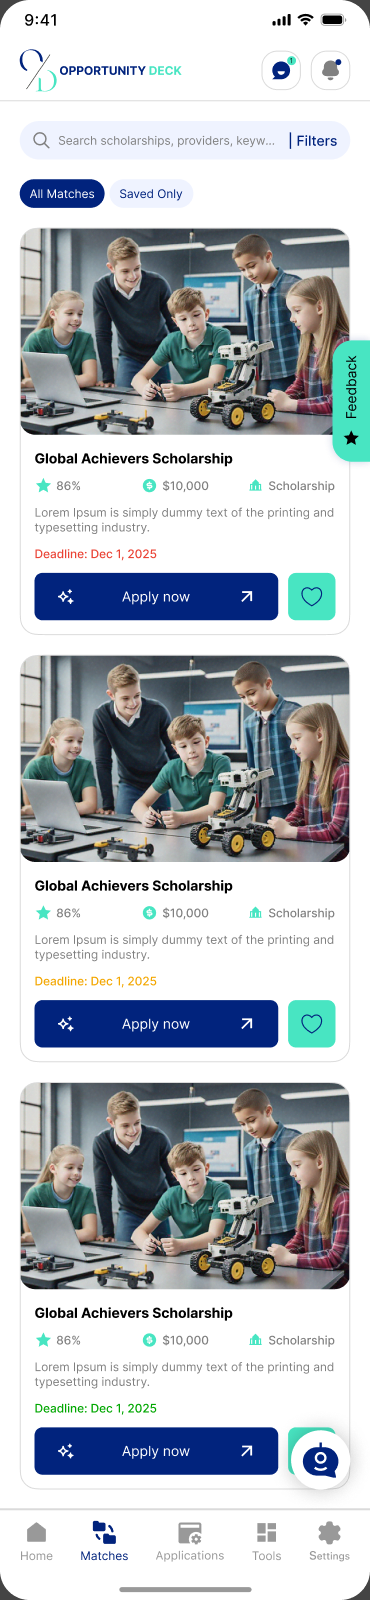 9:41
OD
OPPORTUNITY DECK
1
Search scholarships, providers, keyw...
| Filters
All Matches
Saved Only
Feedback
Global Achievers Scholarship
86%
$10,000
Scholarship
Lorem Ipsum is simply dummy text of the printing and
typesetting industry.
Deadline: Dec 1, 2025
Apply now
Global Achievers Scholarship
86%
$10,000
Scholarship
Lorem Ipsum is simply dummy text of the printing and
typesetting industry.
Deadline: Dec 1, 2025
Apply now
Global Achievers Scholarship
86%
$10,000
Scholarship
Lorem Ipsum is simply dummy text of the printing and
typesetting industry.
Deadline: Dec 1, 2025
Apply now
Home
Matches
Applications
Tools
Settings